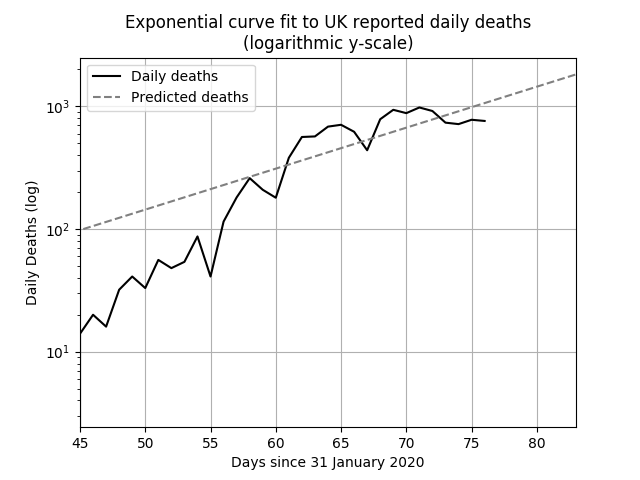 Exponential curve fit to UK reported daily deaths
(logarithmic y-scale)
Daily deaths
Predicted deaths
Daily Deaths (log)
10³
10²
10¹
45 50 55 60 65 70 75 80
Days since 31 January 2020